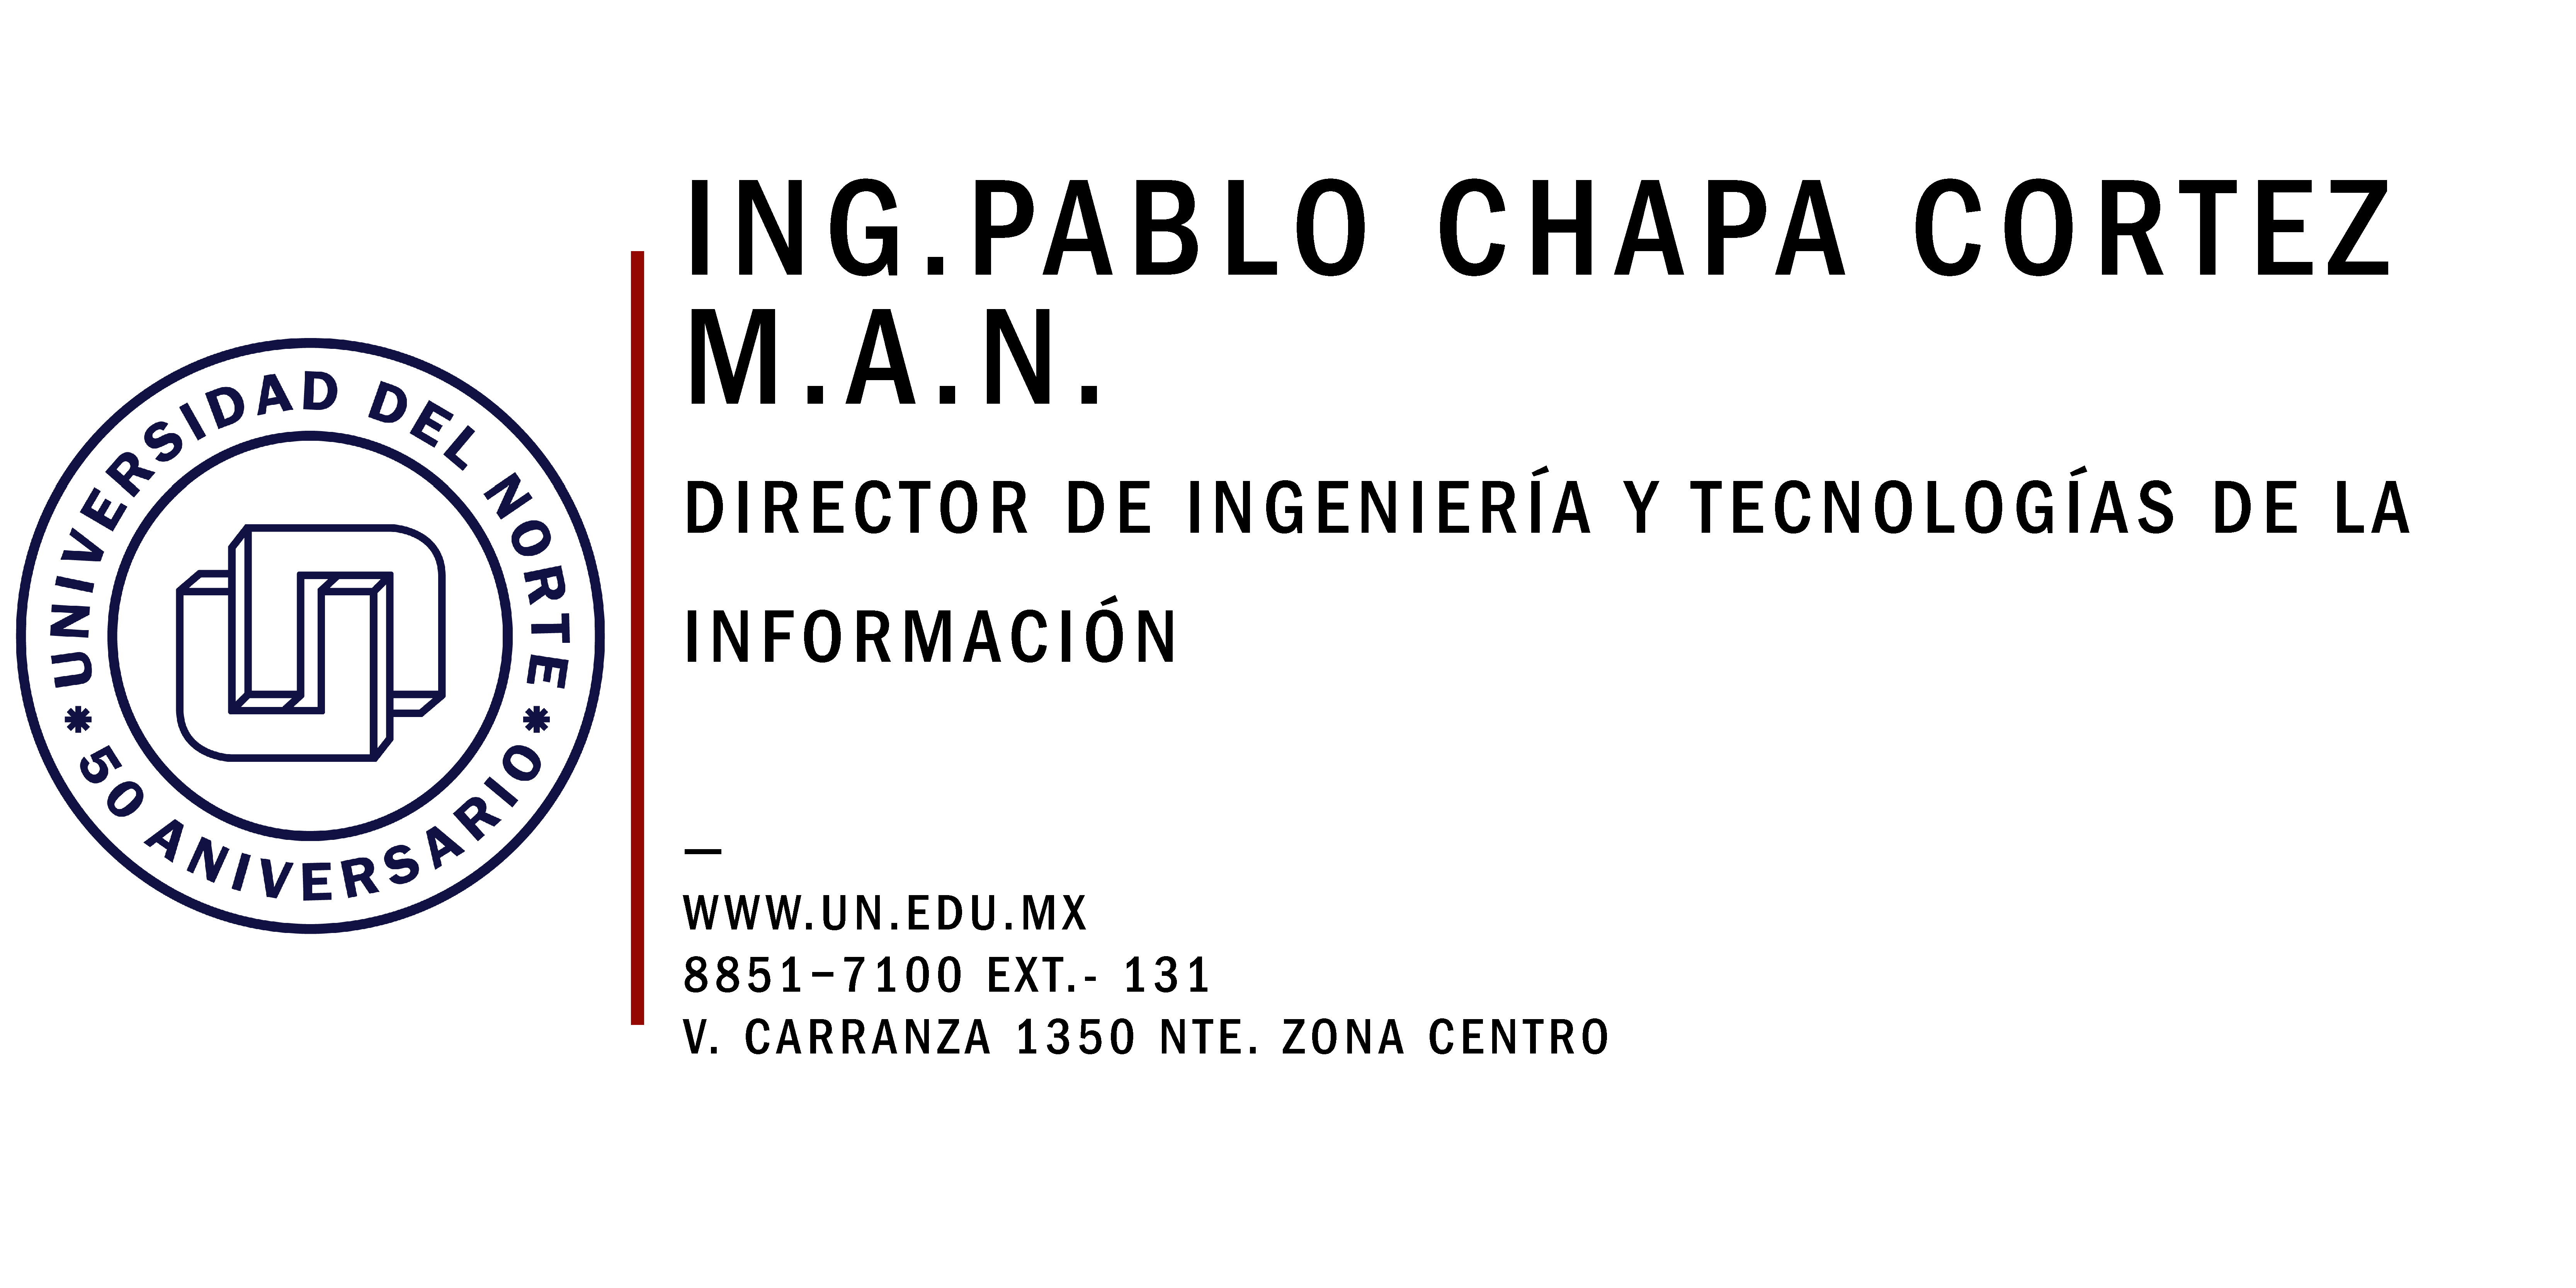 UNIVERSIDAD DEL NORTE
* 50 ANIVERSARIO *
ING.PABLO CHAPA CORTEZ
M.A.N.
DIRECTOR DE INGENIERÍA Y TECNOLOGÍAS DE LA
INFORMACIÓN
—
WWW.UN.EDU.MX
8851–7100 EXT.- 131
V. CARRANZA 1350 NTE. ZONA CENTRO